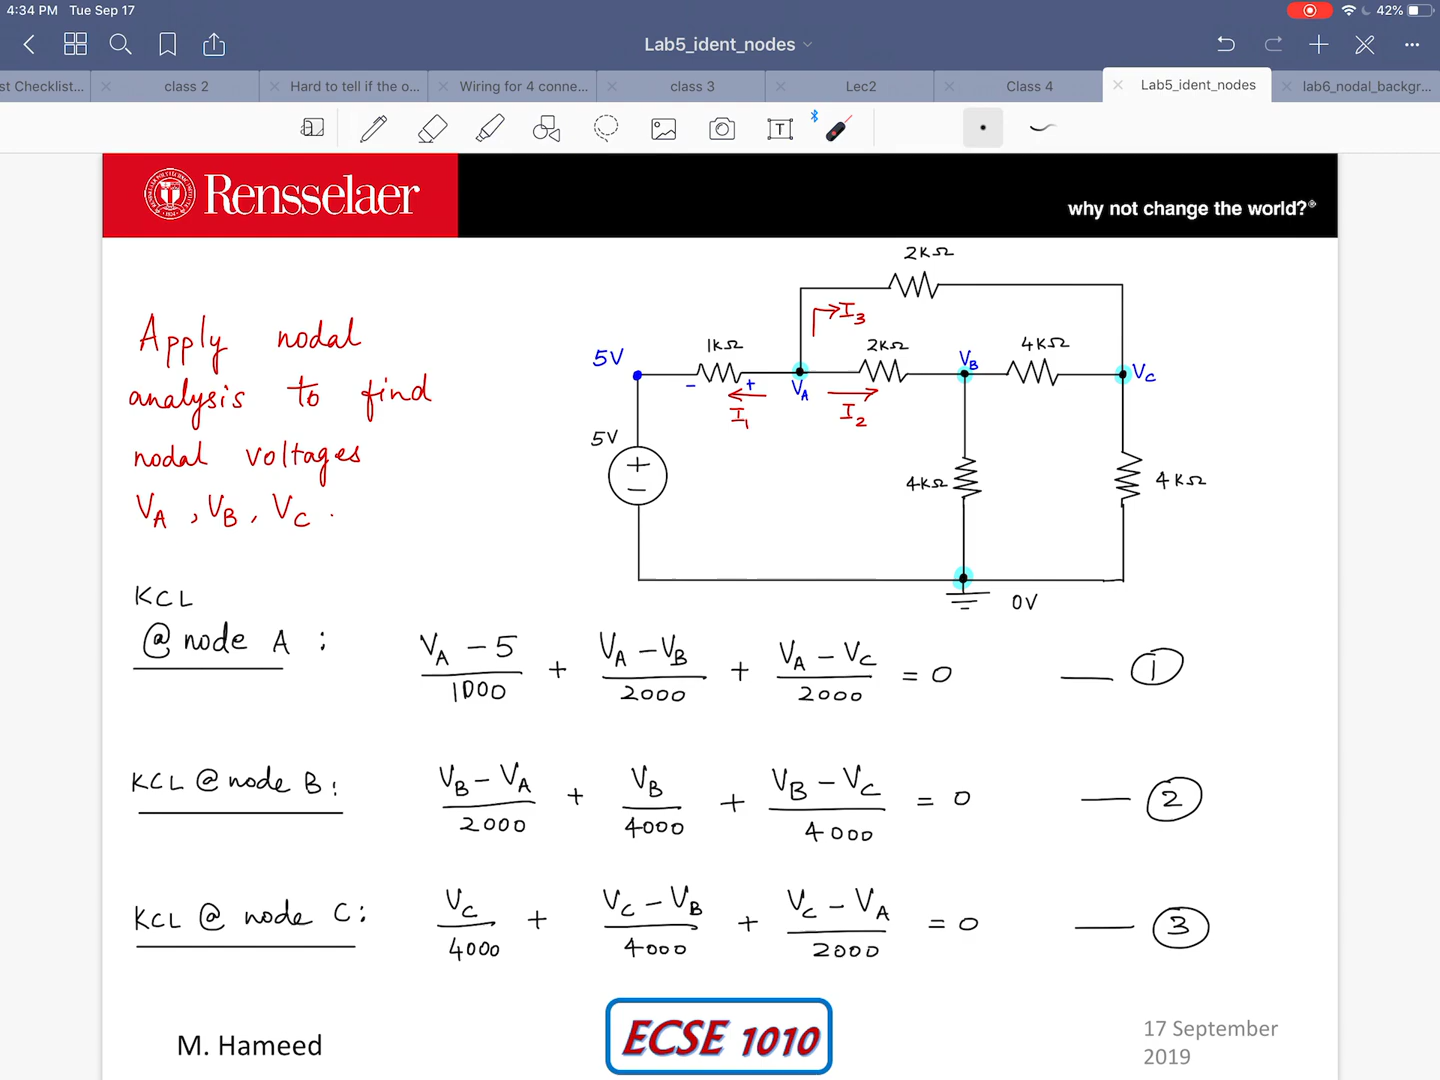 4:34 PM Tue Sep 17
42%
Lab5_ident_nodes
st Checklist...
class 2
Hard to tell if the o...
Wiring for 4 conne...
class 3
Lec2
Class 4
Lab5_ident_nodes
lab6_nodal_backgr...
T
Rensselaer
why not change the world?®
2KΩ
I3
1KΩ
2KΩ
4KΩ
5V
- +
VA
VB
VC
I1
I2
5V
+
-
4KΩ
4KΩ
0V
Apply nodal
analysis to find
nodal voltages
VA , VB , VC .
KCL
@ node A : (VA - 5)/1000 + (VA - VB)/2000 + (VA - VC)/2000 = 0 — ①
KCL @ node B: (VB - VA)/2000 + VB/4000 + (VB - VC)/4000 = 0 — ②
KCL @ node C: VC/4000 + (VC - VB)/4000 + (VC - VA)/2000 = 0 — ③
M. Hameed
ECSE 1010
17 September
2019